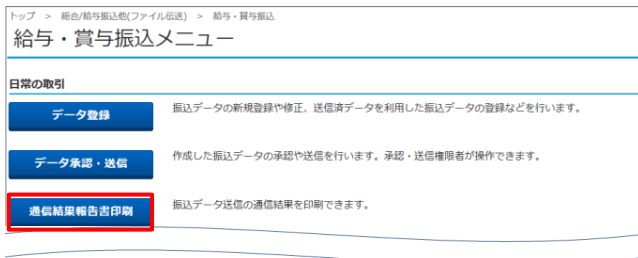 トップ > 総合/給与振込他(ファイル伝送) > 給与・賞与振込
給与・賞与振込メニュー
日常の取引
データ登録
振込データの新規登録や修正、送信済データを利用した振込データの登録などを行います。
データ承認・送信
作成した振込データの承認や送信を行います。承認・送信権限者が操作できます。
通信結果報告書印刷
振込データ送信の通信結果を印刷できます。